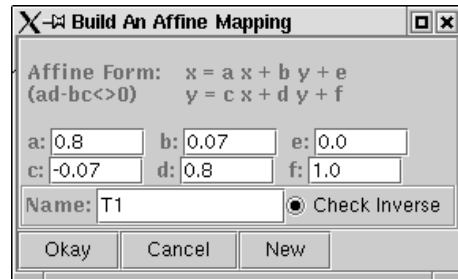 Build An Affine Mapping
Affine Form: x = a x + b y + e
(ad-bc<>0) y = c x + d y + f
a: 0.8 b: 0.07 e: 0.0
c: -0.07 d: 0.8 f: 1.0
Name: T1 Check Inverse
Okay Cancel New